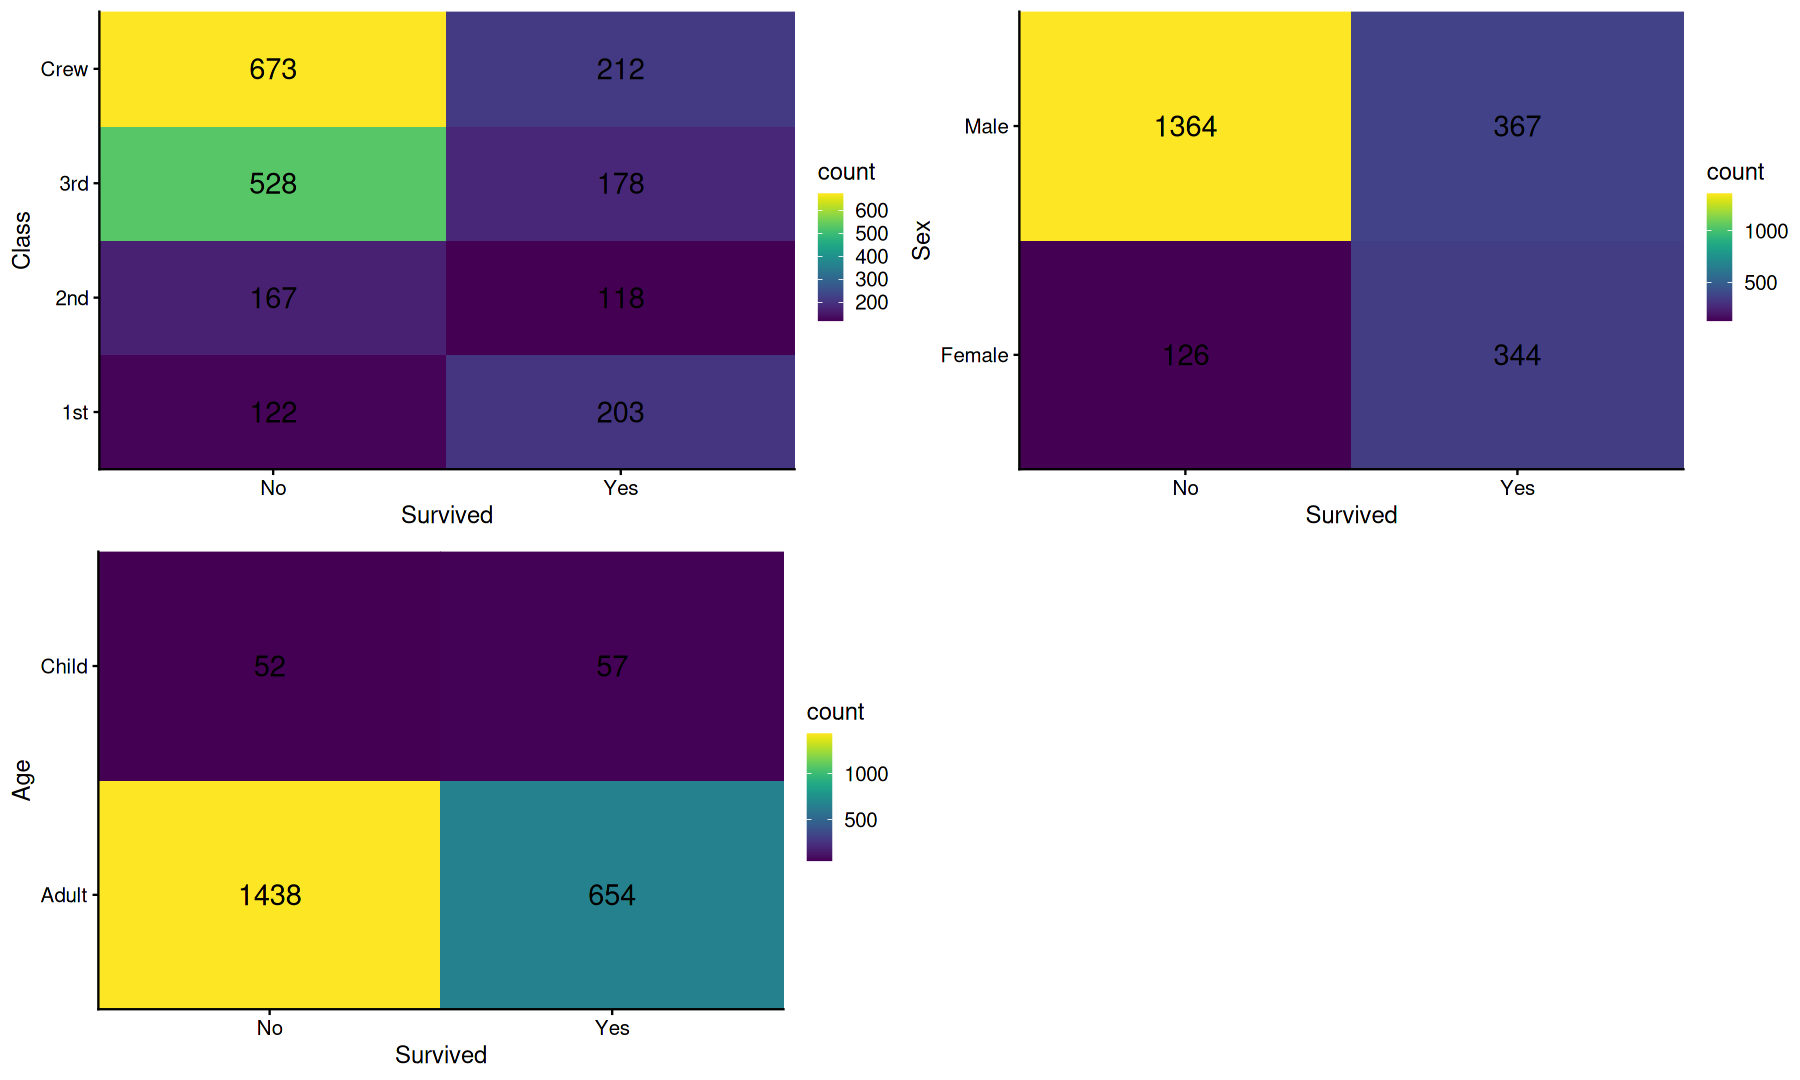 Class
Crew
3rd
2nd
1st
673 212
528 178
167 118
122 203
No Yes
Survived
count
600
500
400
300
200
Sex
Male
Female
1364 367
126 344
No Yes
Survived
count
1000
500
Age
Child
Adult
52 57
1438 654
No Yes
Survived
count
1000
500